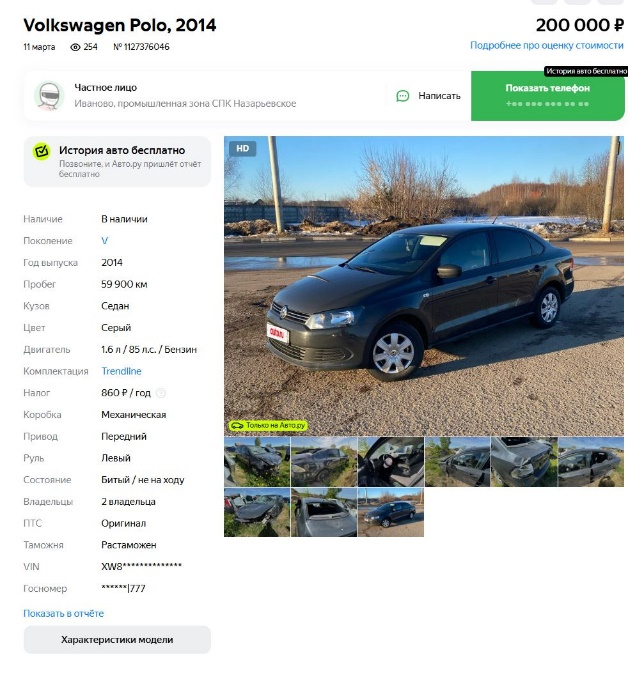 Volkswagen Polo, 2014
200 000 ₽
11 марта 254 № 1127376046
Подробнее про оценку стоимости
История авто бесплатно
Частное лицо
Иваново, промышленная зона СПК Назарьевское
Написать
Показать телефон
История авто бесплатно
Позвоните, и Авто.ру пришлёт отчёт
бесплатно
HD
Наличие В наличии
Поколение V
Год выпуска 2014
Пробег 59 900 км
Кузов Седан
Цвет Серый
Двигатель 1.6 л / 85 л.с. / Бензин
Комплектация Trendline
Налог 860 ₽ / год
Коробка Механическая
Привод Передний
Руль Левый
Состояние Битый / не на ходу
Владельцы 2 владельца
ПТС Оригинал
Таможня Растаможен
VIN XW8**************
Госномер ******|777
Только на Авто.ру
Показать в отчёте
Характеристики модели